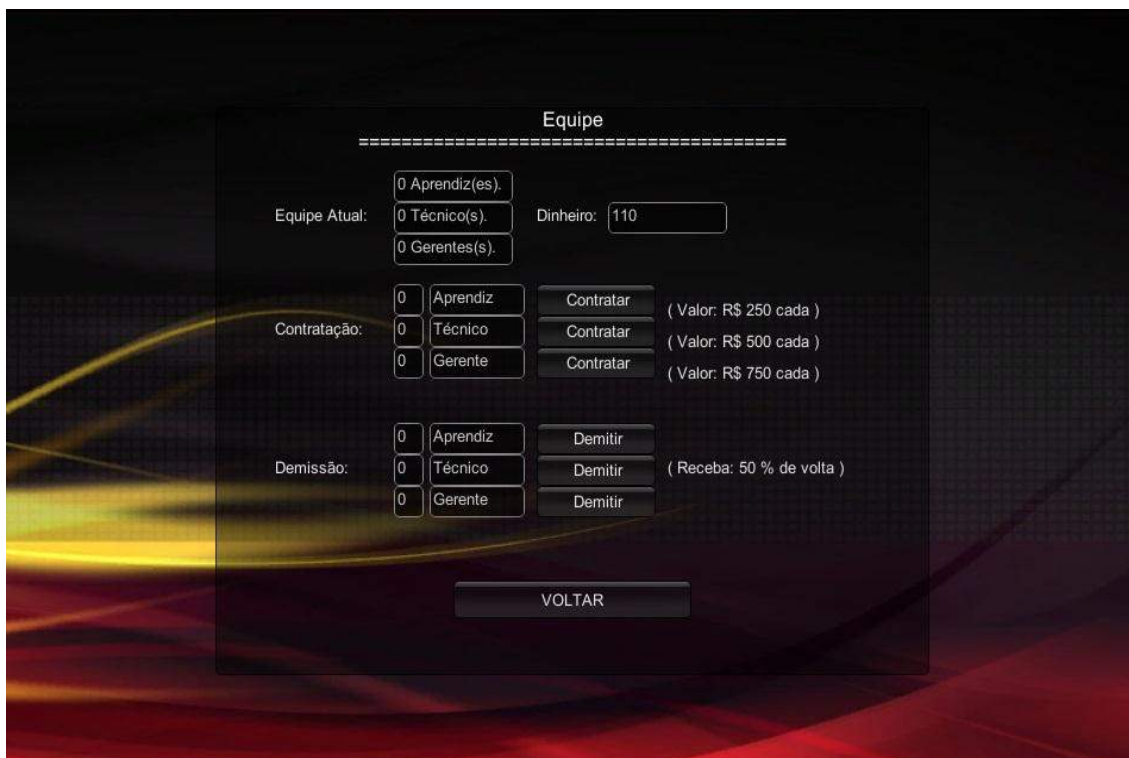 Equipe
========================================
0 Aprendiz(es).
Equipe Atual: 0 Técnico(s). Dinheiro: 110
0 Gerentes(s).
0 Aprendiz Contratar ( Valor: R$ 250 cada )
Contratação: 0 Técnico Contratar ( Valor: R$ 500 cada )
0 Gerente Contratar ( Valor: R$ 750 cada )
0 Aprendiz Demitir
Demissão: 0 Técnico Demitir ( Receba: 50 % de volta )
0 Gerente Demitir
VOLTAR